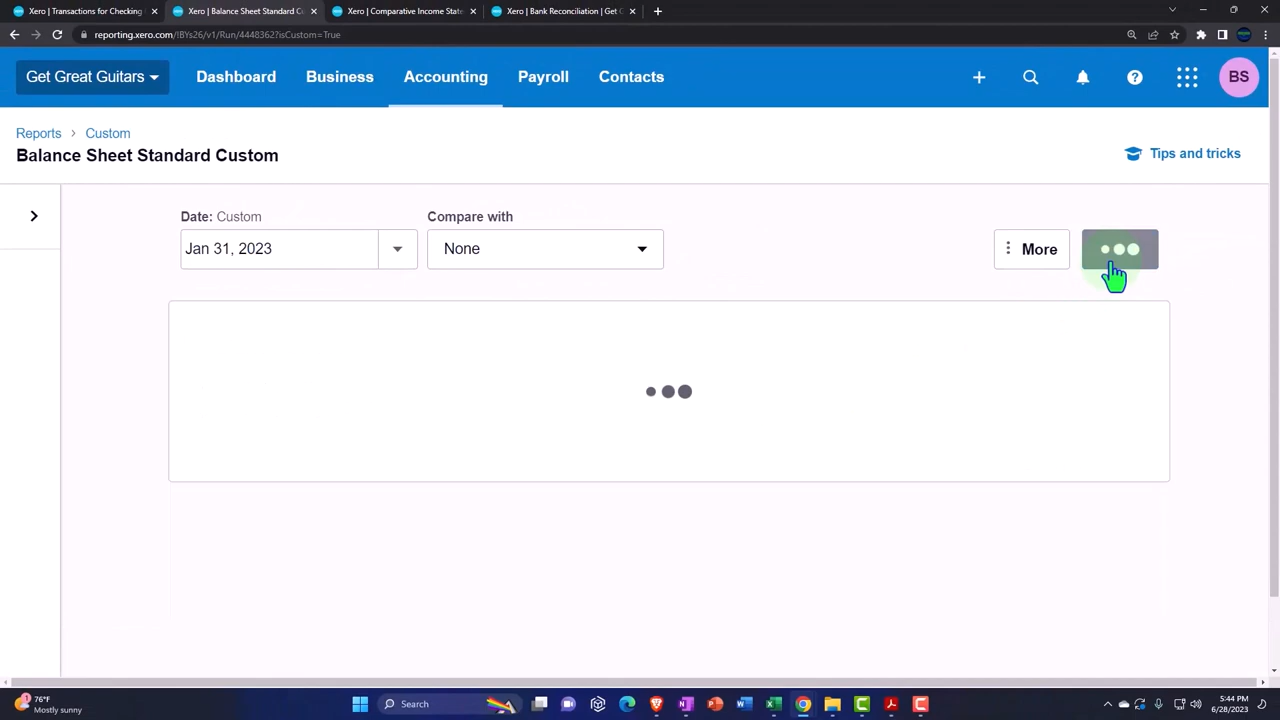 Xero | Transactions for Checking
Xero | Balance Sheet Standard C
Xero | Comparative Income State
Xero | Bank Reconciliation | Get G
reporting.xero.com/!BYs26/v1/Run/4448362?isCustom=True
Get Great Guitars
Dashboard
Business
Accounting
Payroll
Contacts
BS
Reports > Custom
Balance Sheet Standard Custom
Tips and tricks
Date: Custom
Compare with
Jan 31, 2023
None
More
1
76°F
Mostly sunny
Search
5:44 PM
6/28/2023